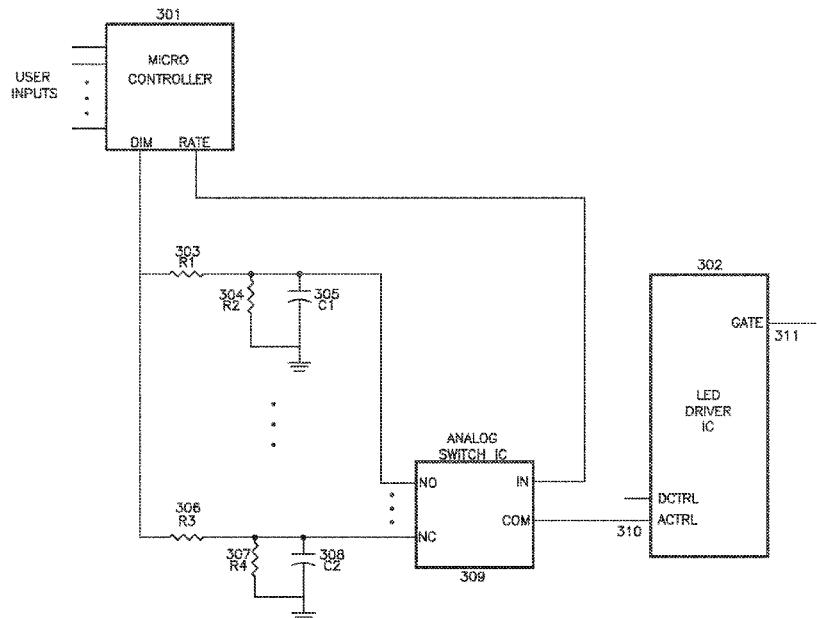 301
MICRO
CONTROLLER
USER
INPUTS
DIM
RATE
303
R1
304
R2
305
C1
302
GATE
311
LED
DRIVER
IC
ANALOG
SWITCH IC
NO
IN
DCTRL
COM
310
ACTRL
306
R3
NC
307
R4
308
C2
309